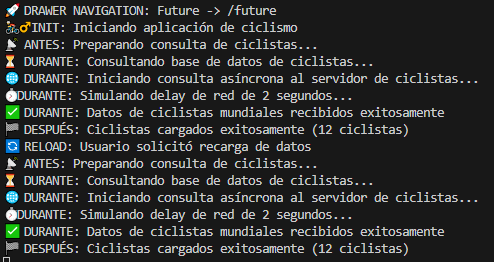 🚀 DRAWER NAVIGATION: Future -> /future
🚴♂INIT: Iniciando aplicación de ciclismo
📡 ANTES: Preparando consulta de ciclistas...
⏳ DURANTE: Consultando base de datos de ciclistas...
🌐 DURANTE: Iniciando consulta asíncrona al servidor de ciclistas...
⏱DURANTE: Simulando delay de red de 2 segundos...
✅ DURANTE: Datos de ciclistas mundiales recibidos exitosamente
🏁 DESPUÉS: Ciclistas cargados exitosamente (12 ciclistas)
🔄 RELOAD: Usuario solicitó recarga de datos
📡 ANTES: Preparando consulta de ciclistas...
⏳ DURANTE: Consultando base de datos de ciclistas...
🌐 DURANTE: Iniciando consulta asíncrona al servidor de ciclistas...
⏱DURANTE: Simulando delay de red de 2 segundos...
✅ DURANTE: Datos de ciclistas mundiales recibidos exitosamente
🏁 DESPUÉS: Ciclistas cargados exitosamente (12 ciclistas)